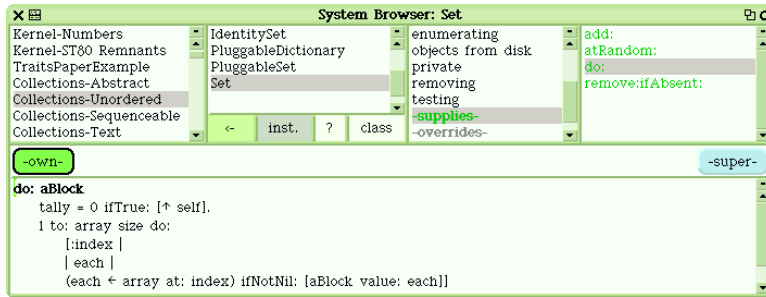 System Browser: Set
Kernel-Numbers
Kernel-ST80 Remnants
TraitsPaperExample
Collections-Abstract
Collections-Unordered
Collections-Sequenceable
Collections-Text
IdentitySet
PluggableDictionary
PluggableSet
Set
<- inst. ? class
enumerating
objects from disk
private
removing
testing
-supplies-
-overrides-
add:
atRandom:
do:
remove:ifAbsent:
-own- -super-
do: aBlock
tally = 0 ifTrue: [↑ self].
1 to: array size do:
[:index |
| each |
(each ← array at: index) ifNotNil: [aBlock value: each]]